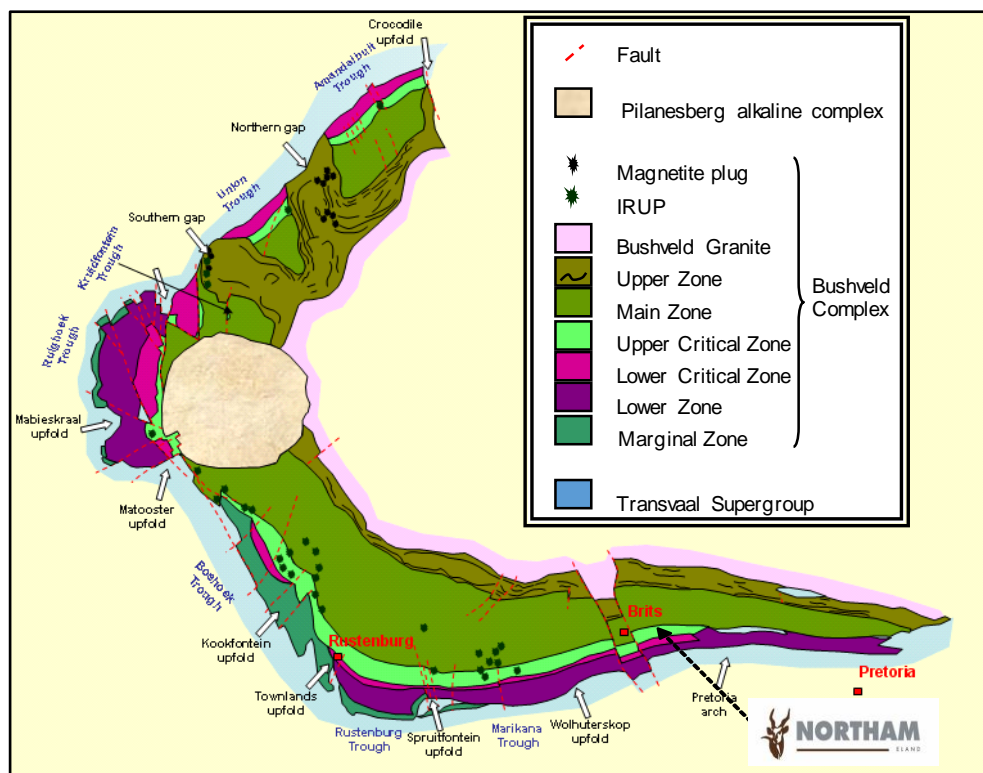 Crocodile
upfold
Amandalbult
Trough
Northern gap
Union
Trough
Southern gap
Kruidfontein
Trough
Ruighoek
Trough
Mabieskraal
upfold
Matooster
upfold
Boshoek
Trough
Kookfontein
upfold
Rustenburg
Townlands
upfold
Rustenburg
Trough
Spruitfontein
upfold
Marikana
Trough
Wolhuterskop
upfold
Brits
Pretoria
arch
Pretoria
NORTHAM
ELAND
Fault
Pilanesberg alkaline complex
Magnetite plug
IRUP
Bushveld Granite
Upper Zone
Main Zone
Upper Critical Zone
Lower Critical Zone
Lower Zone
Marginal Zone
Bushveld
Complex
Transvaal Supergroup